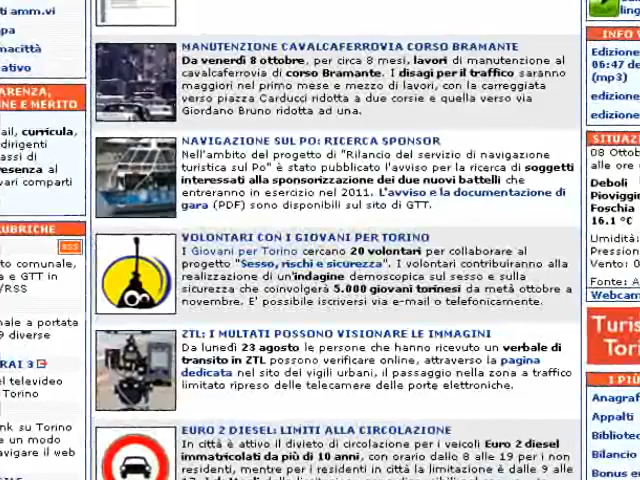 ti amm.vi
macittà
ativo
NE E MERITO
curricula,
dirigenti
assi di
vari comparti
UBRICHE
RSS
to comunale,
a e GTT in
/RSS
ale a portata
9 diverse
RAI 3
l televideo
Torino
nk su Torino
e un modo
avigare il web
MANUTENZIONE CAVALCAFERROVIA CORSO BRAMANTE
Da venerdì 8 ottobre, per circa 8 mesi, lavori di manutenzione al
cavalcaferrovia di corso Bramante. I disagi per il traffico saranno
maggiori nel primo mese e mezzo di lavori, con la carreggiata
verso piazza Carducci ridotta a due corsie e quella verso via
Giordano Bruno ridotta ad una.
NAVIGAZIONE SUL PO: RICERCA SPONSOR
Nell'ambito del progetto di "Rilancio del servizio di navigazione
turistica sul Po" è stato pubblicato l'avviso per la ricerca di soggetti
interessati alla sponsorizzazione dei due nuovi battelli che
entreranno in esercizio nel 2011. L'avviso e la documentazione di
gara (PDF) sono disponibili sul sito di GTT.
VOLONTARI CON I GIOVANI PER TORINO
I Giovani per Torino cercano 20 volontari per collaborare al
progetto "Sesso, rischi e sicurezza". I volontari contribuiranno alla
realizzazione di un'indagine demoscopica sul sesso e sulla
sicurezza che coinvolgerà 5.000 giovani torinesi da metà ottobre a
novembre. E' possibile iscriversi via e-mail o telefonicamente.
ZTL: I MULTATI POSSONO VISIONARE LE IMMAGINI
Da lunedì 23 agosto le persone che hanno ricevuto un verbale di
transito in ZTL possono verificare online, attraverso la pagina
dedicata nel sito dei vigili urbani, il passaggio nella zona a traffico
limitato ripreso delle telecamere delle porte elettroniche.
EURO 2 DIESEL: LIMITI ALLA CIRCOLAZIONE
In città è attivo il divieto di circolazione per i veicoli Euro 2 diesel
immatricolati da più di 10 anni, con orario dalle 8 alle 19 per i non
residenti, mentre per i residenti in città la limitazione è dalle 9 alle
INFO
Edizione
06:47 de
(mp3)
edizione
edizione
SITUAZ
08 Ottob
alle ore
Deboli
Pioviggin
Foschia
16.1 °C
Umidità:
Pression
Vento: 0
Fonte: A
Webcam
Turis
Tori
I PIÙ
Anagraf
Appalti
Bibliotec
Bilancio
Bonus e